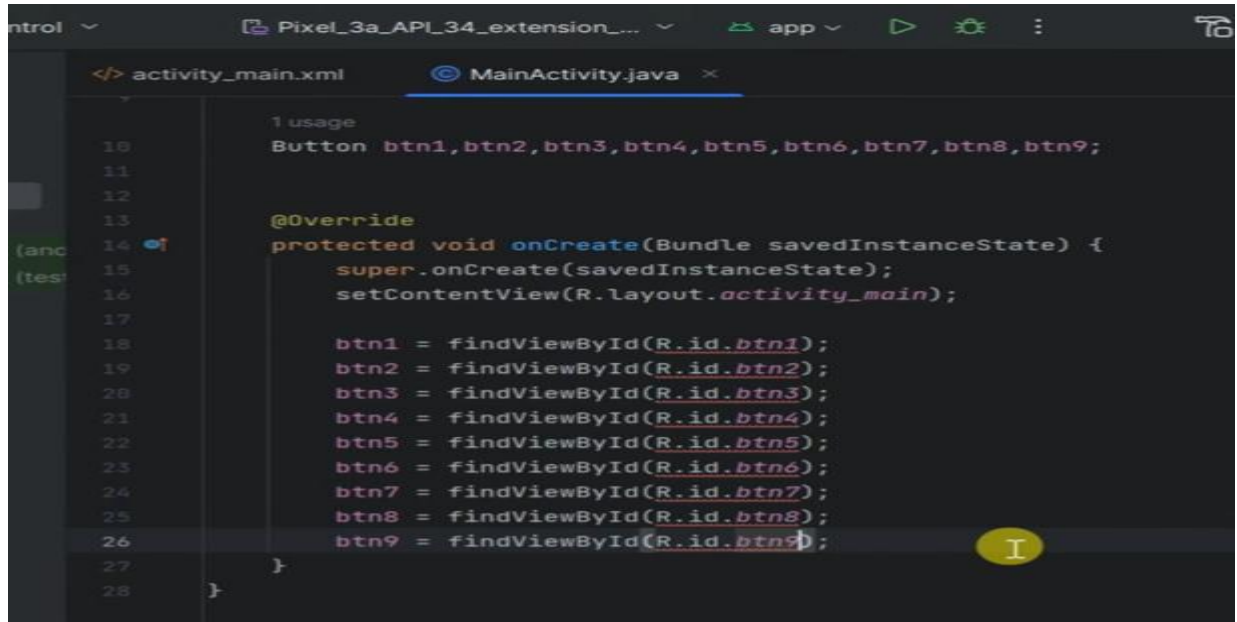 ntrol Pixel_3a_API_34_extension_... app
</> activity_main.xml © MainActivity.java ×
9
1 usage
10 Button btn1,btn2,btn3,btn4,btn5,btn6,btn7,btn8,btn9;
11
12
13 @Override
(anc 14 protected void onCreate(Bundle savedInstanceState) {
(test 15 super.onCreate(savedInstanceState);
16 setContentView(R.layout.activity_main);
17
18 btn1 = findViewById(R.id.btn1);
19 btn2 = findViewById(R.id.btn2);
20 btn3 = findViewById(R.id.btn3);
21 btn4 = findViewById(R.id.btn4);
22 btn5 = findViewById(R.id.btn5);
23 btn6 = findViewById(R.id.btn6);
24 btn7 = findViewById(R.id.btn7);
25 btn8 = findViewById(R.id.btn8);
26 btn9 = findViewById(R.id.btn9);
27 }
28 }